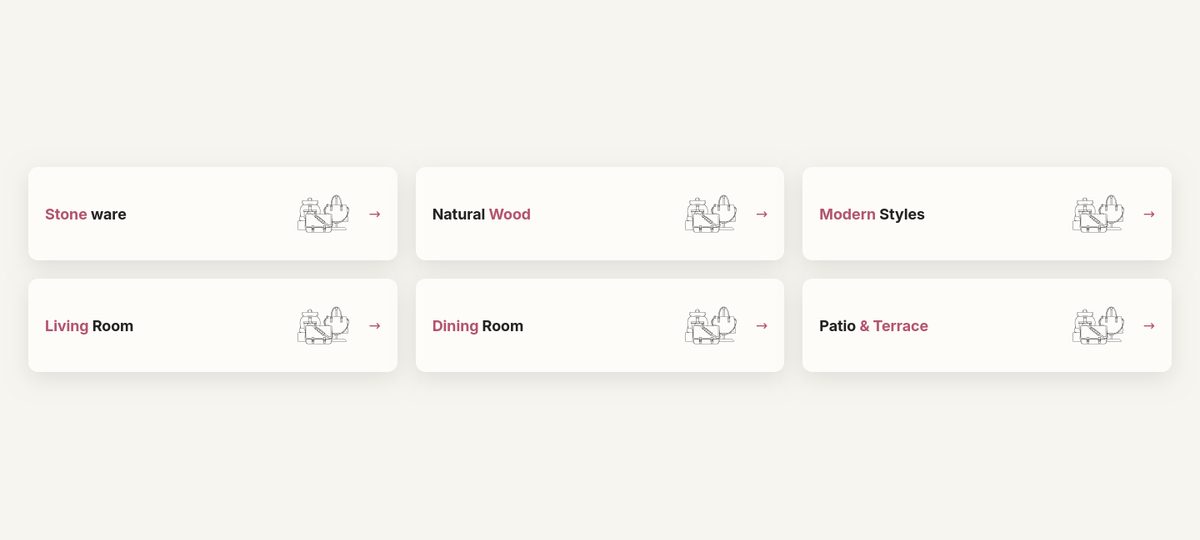 Stone ware
Natural Wood
Modern Styles
Living Room
Dining Room
Patio & Terrace